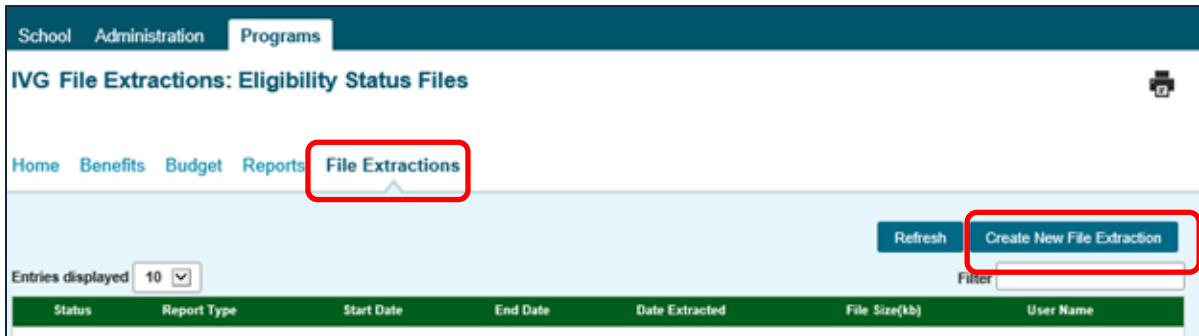 School Administration Programs
IVG File Extractions: Eligibility Status Files
Home Benefits Budget Reports File Extractions
Refresh Create New File Extraction
Entries displayed 10 Filter
Status Report Type Start Date End Date Date Extracted File Size(kb) User Name